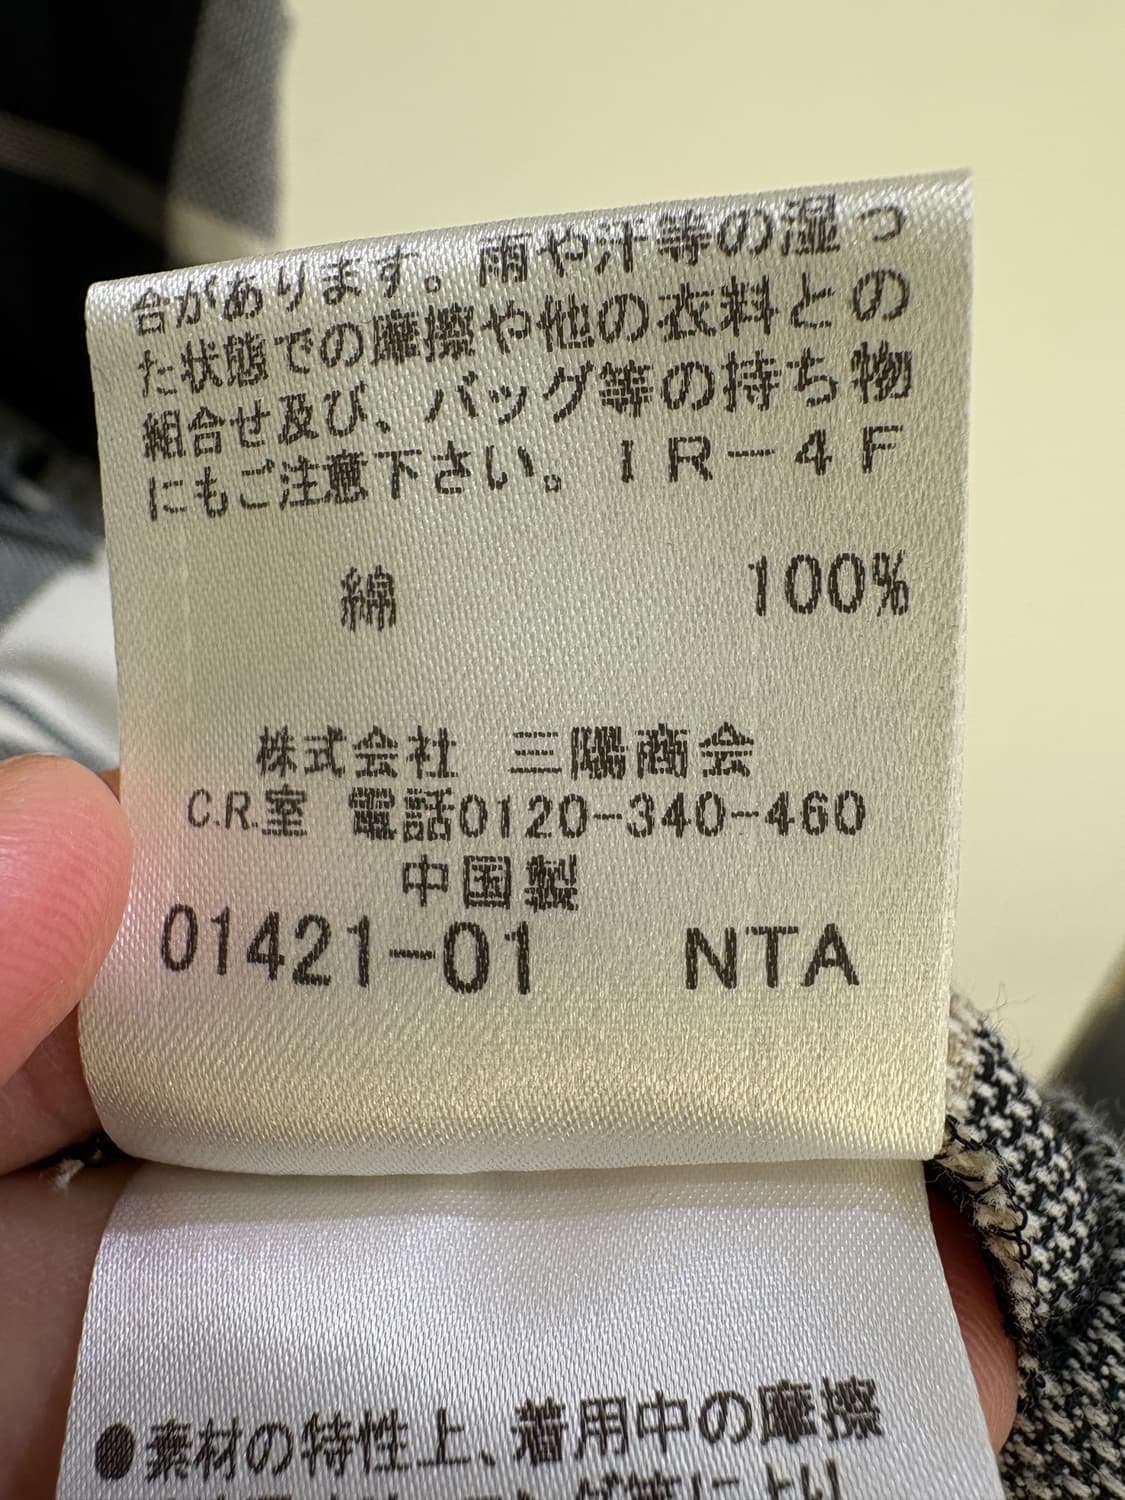 合があります。雨や汗等の湿っ
た状態での摩擦や他の衣料との
組合せ及び、バッグ等の持ち物
にもご注意下さい。IR-4F
綿 100%
株式会社 三陽商会
C.R.室 電話0120-340-460
中国製
01421-01 NTA
●素材の特性上、着用中の摩擦